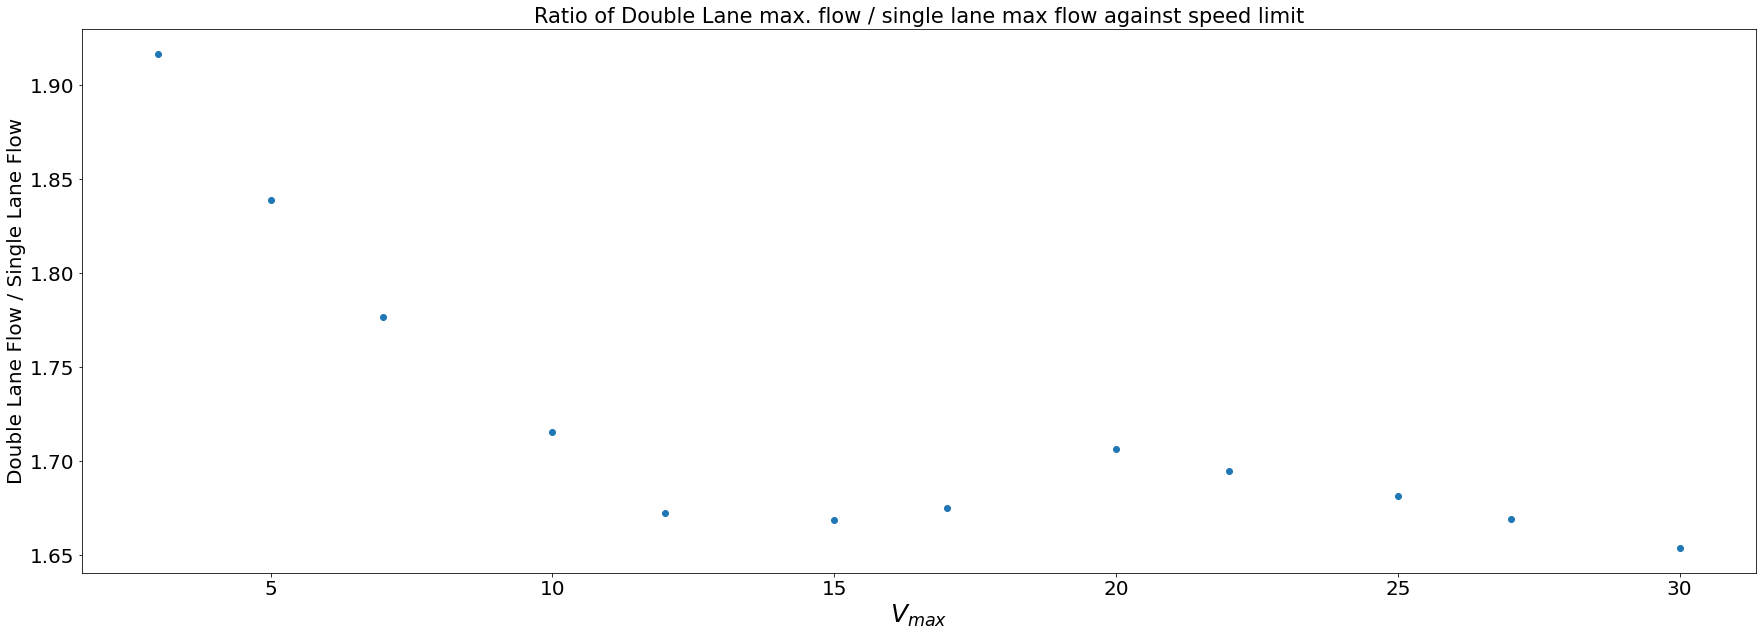 Ratio of Double Lane max. flow / single lane max flow against speed limit
Double Lane Flow / Single Lane Flow
1.90
1.85
1.80
1.75
1.70
1.65
5 10 15 20 25 30
V_max